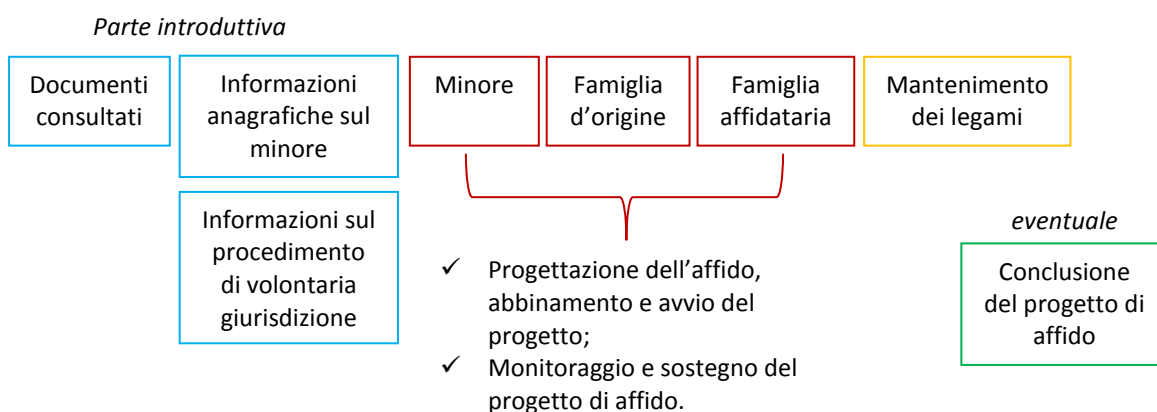 Parte introduttiva
Documenti
consultati
Informazioni
anagrafiche sul
minore
Informazioni sul
procedimento
di volontaria
giurisdizione
Minore
Famiglia
d’origine
Famiglia
affidataria
Mantenimento
dei legami
✓ Progettazione dell’affido,
abbinamento e avvio del
progetto;
✓ Monitoraggio e sostegno del
progetto di affido.
eventuale
Conclusione
del progetto di
affido